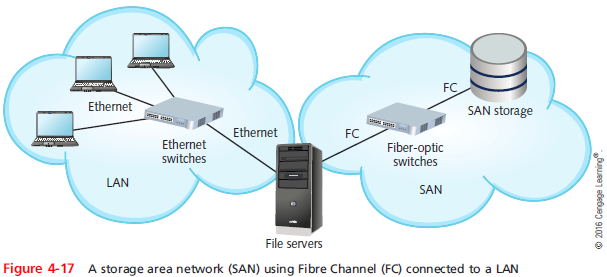 Ethernet
Ethernet
switches
Ethernet
LAN
File servers
FC
Fiber-optic
switches
FC
SAN storage
SAN
© 2016 Cengage Learning®.
Figure 4-17 A storage area network (SAN) using Fibre Channel (FC) connected to a LAN